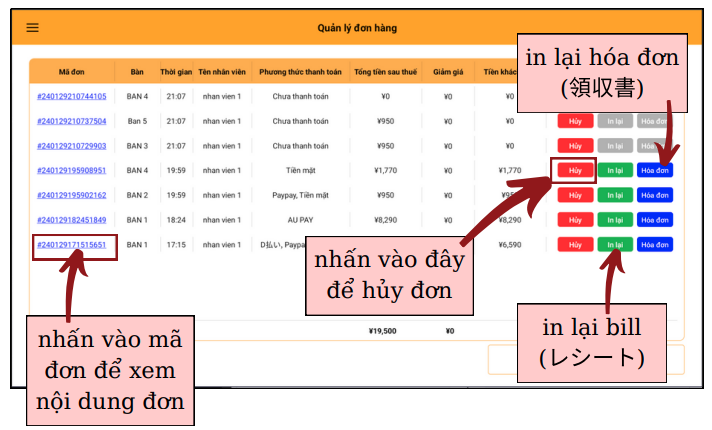 Quản lý đơn hàng
in lại hóa đơn
(領収書)
Mã đơn Bàn Thời gian Tên nhân viên Phương thức thanh toán Tổng tiền sau thuế Giảm giá Tiền khác
#240129210744105 BAN 4 21:07 nhan vien 1 Chưa thanh toán ¥0 ¥0 ¥0
#240129210737504 Ban 5 21:07 nhan vien 1 Chưa thanh toán ¥950 ¥0 ¥0 Hủy In lại Hóa đơn
#240129210729903 BAN 3 21:07 nhan vien 1 Chưa thanh toán ¥950 ¥0 ¥0 Hủy In lại Hóa đơn
#240129195908951 BAN 4 19:59 nhan vien 1 Tiền mặt ¥1,770 ¥0 ¥1,770 Hủy In lại Hóa đơn
#240129195902162 BAN 2 19:59 nhan vien 1 Paypay, Tiền mặt ¥950 ¥0 Hủy In lại Hóa đơn
#240129182451849 BAN 1 18:24 nhan vien 1 AU PAY ¥8,290 ¥0 ¥8,290 Hủy In lại Hóa đơn
#240129171515651 BAN 1 17:15 nhan vien 1 D払い, Paypa ¥6,590 Hủy In lại Hóa đơn
nhấn vào đây
để hủy đơn
in lại bill
(レシート)
¥19,500 ¥0
nhấn vào mã
đơn để xem
nội dung đơn